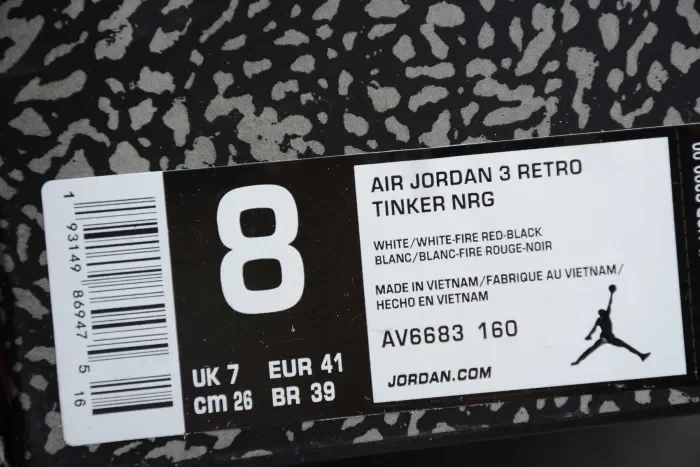 1 93149 86947 5 16
8
UK 7 EUR 41
CM 26 BR 39
AIR JORDAN 3 RETRO
TINKER NRG
WHITE/WHITE-FIRE RED-BLACK
BLANC/BLANC-FIRE ROUGE-NOIR
MADE IN VIETNAM/FABRIQUE AU VIETNAM/
HECHO EN VIETNAM
AV6683 160
JORDAN.COM